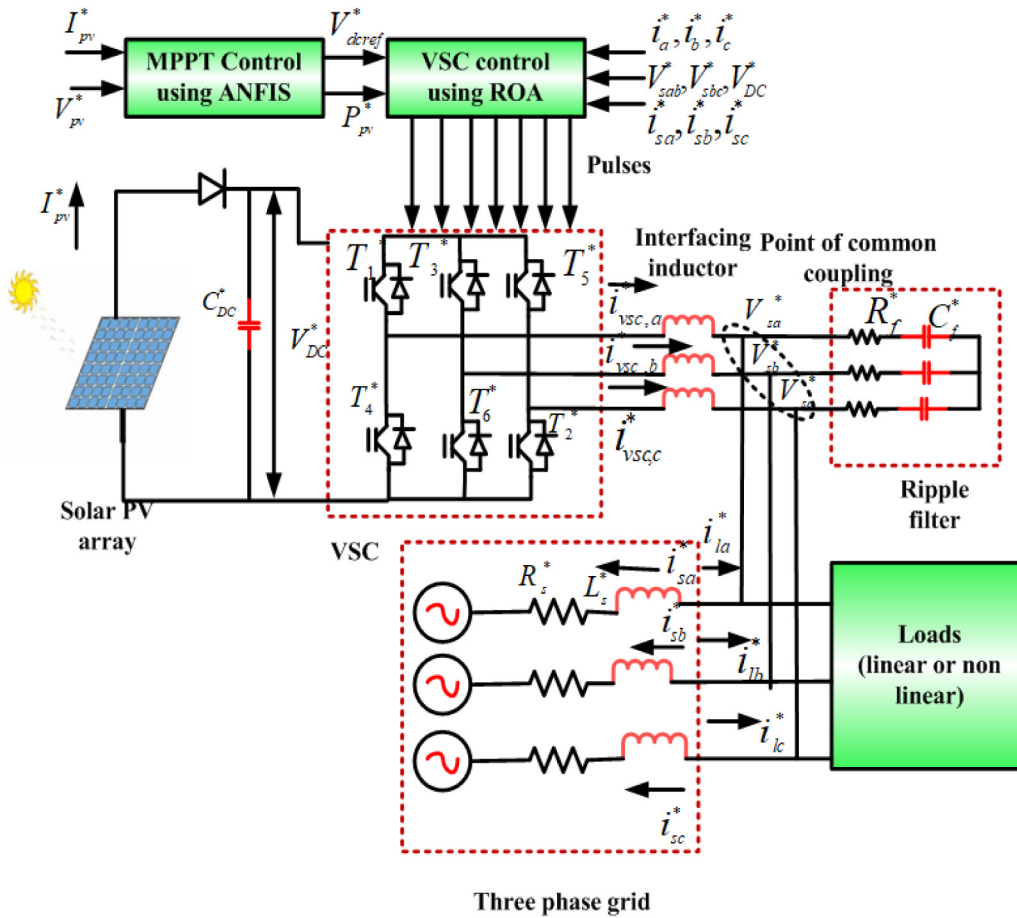 I*pv
V*pv
MPPT Control
using ANFIS
V*dcref
P*pv
VSC control
using ROA
i*a, i*b, i*c
V*sab, V*sbc, V*DC
i*sa, i*sb, i*sc
Pulses
I*pv
C*DC
V*DC
Solar PV
array
T*1
T*3
T*5
T*4
T*6
T*2
VSC
Interfacing
inductor
i*vsc,a
i*vsc,b
i*vsc,c
Point of common
coupling
V*sa
V*sb
V*sc
R*f
C*f
Ripple
filter
R*s
L*s
i*sa
i*la
i*sb
i*lb
i*lc
i*sc
Loads
(linear or non
linear)
Three phase grid